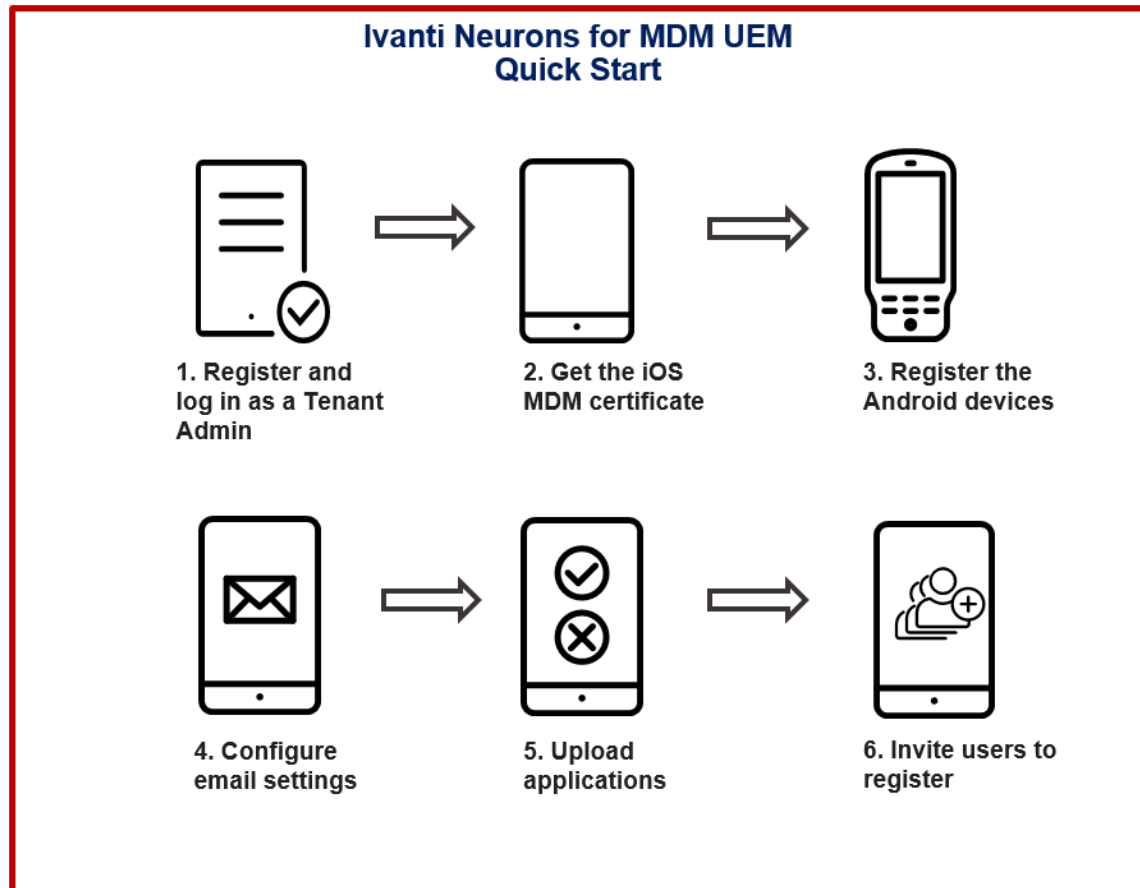 Ivanti Neurons for MDM UEM
Quick Start
1. Register and
log in as a Tenant
Admin
2. Get the iOS
MDM certificate
3. Register the
Android devices
4. Configure
email settings
5. Upload
applications
6. Invite users to
register